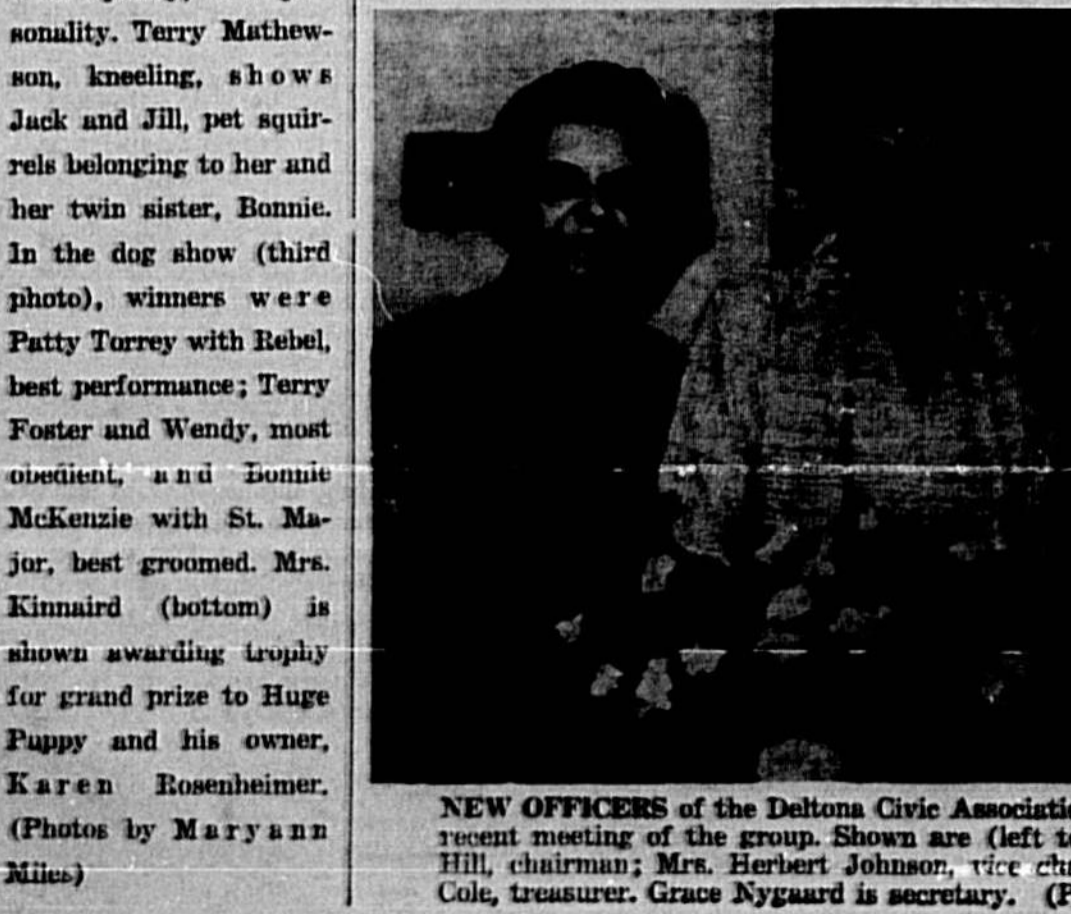 sonality. Terry Mathew-
son, kneeling, shows
Jack and Jill, pet squir-
rels belonging to her and
her twin sister, Bonnie.
In the dog show (third
photo), winners were
Patty Torrey with Rebel,
best performance; Terry
Foster and Wendy, most
obedient, and Bonnie
McKenzie with St. Ma-
jor, best groomed. Mrs.
Kinnaird (bottom) is
shown awarding trophy
for grand prize to Huge
Puppy and his owner,
Karen Rosenheimer.
(Photos by Maryann
Miles)
NEW OFFICERS of the Deltona Civic Associatio
recent meeting of the group. Shown are (left to
Hill, chairman; Mrs. Herbert Johnson, vice cha
Cole, treasurer. Grace Nygaard is secretary. (P